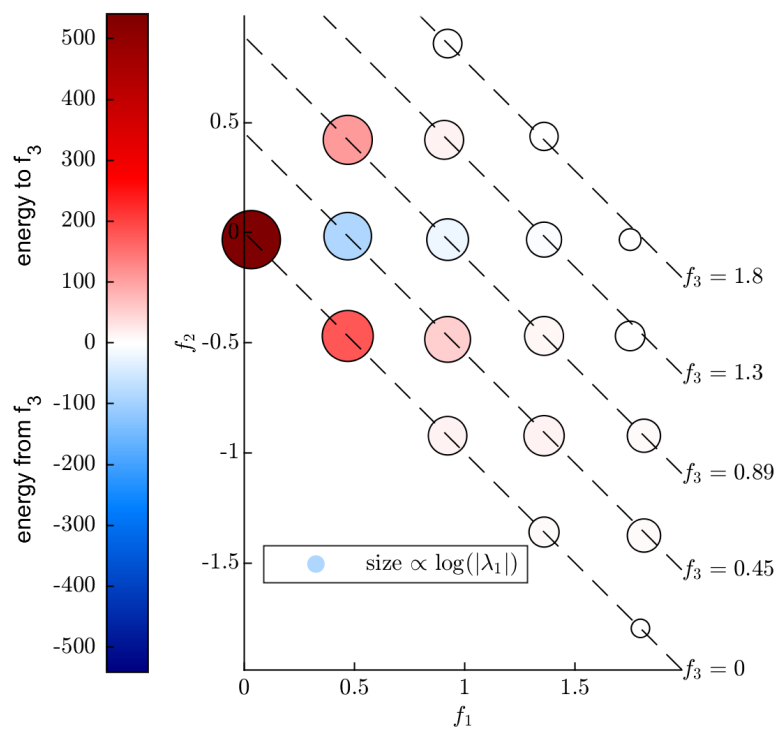 500
400
300
200
100
0
-100
-200
-300
-400
-500
energy to f3
energy from f3
0.5
0
-0.5
-1
-1.5
f2
0
0.5
1
1.5
f1
f3 = 1.8
f3 = 1.3
f3 = 0.89
f3 = 0.45
f3 = 0
size ∝ log(|λ1|)